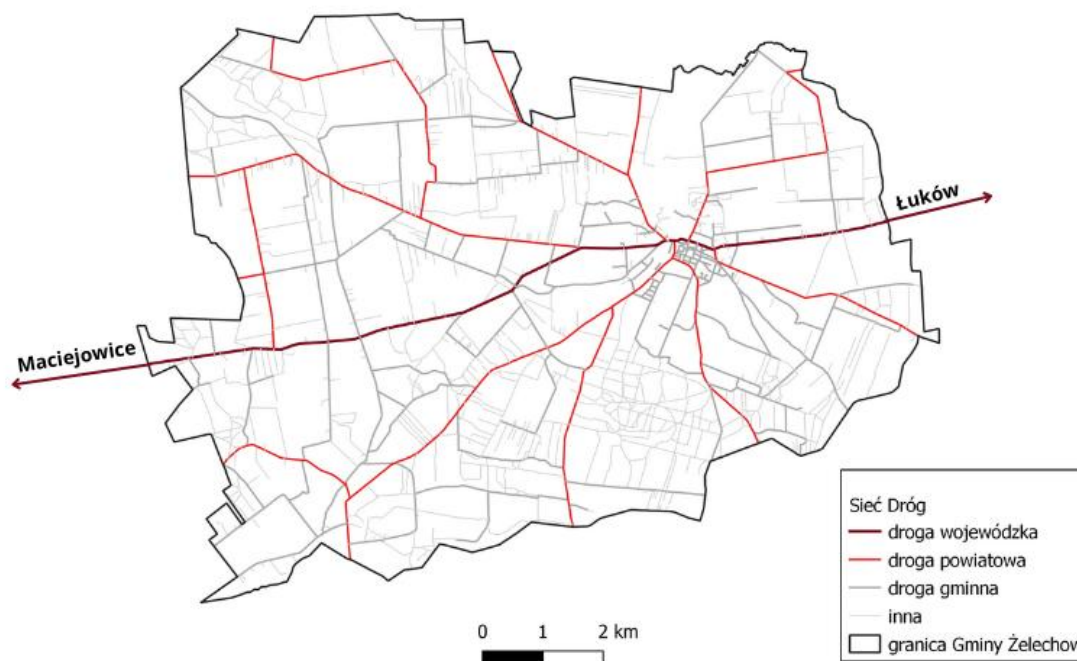 Łuków
Maciejowice
Sieć Dróg
droga wojewódzka
droga powiatowa
droga gminna
inna
granica Gminy Żelechow
0 1 2 km